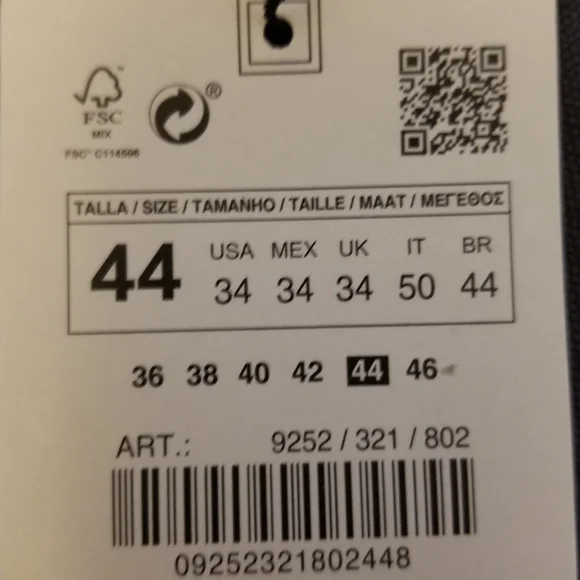 ®
FSC
MIX
FSC™ C114596
TALLA / SIZE / TAMANHO / TAILLE / MAAT / ΜΕΓΕΘΟΣ
44 USA MEX UK IT BR
34 34 34 50 44
36 38 40 42 44 46
ART.: 9252 / 321 / 802
09252321802448